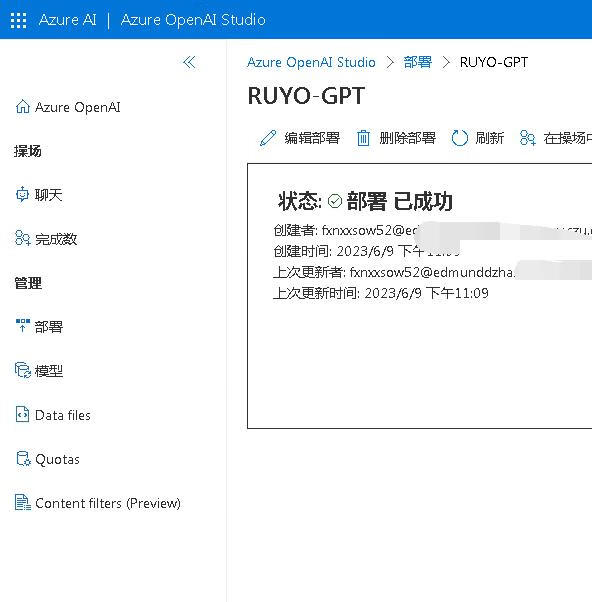 Azure AI | Azure OpenAI Studio
Azure OpenAI Studio > 部署 > RUYO-GPT
RUYO-GPT
Azure OpenAI
编辑部署 删除部署 刷新 在操场中
操场
聊天
完成数
管理
部署
模型
Data files
Quotas
Content filters (Preview)
状态: 部署 已成功
创建者: fxnxxsow52@ed
创建时间: 2023/6/9 下午11:09
上次更新者: fxnxxsow52@edmunddzha
上次更新时间: 2023/6/9 下午11:09